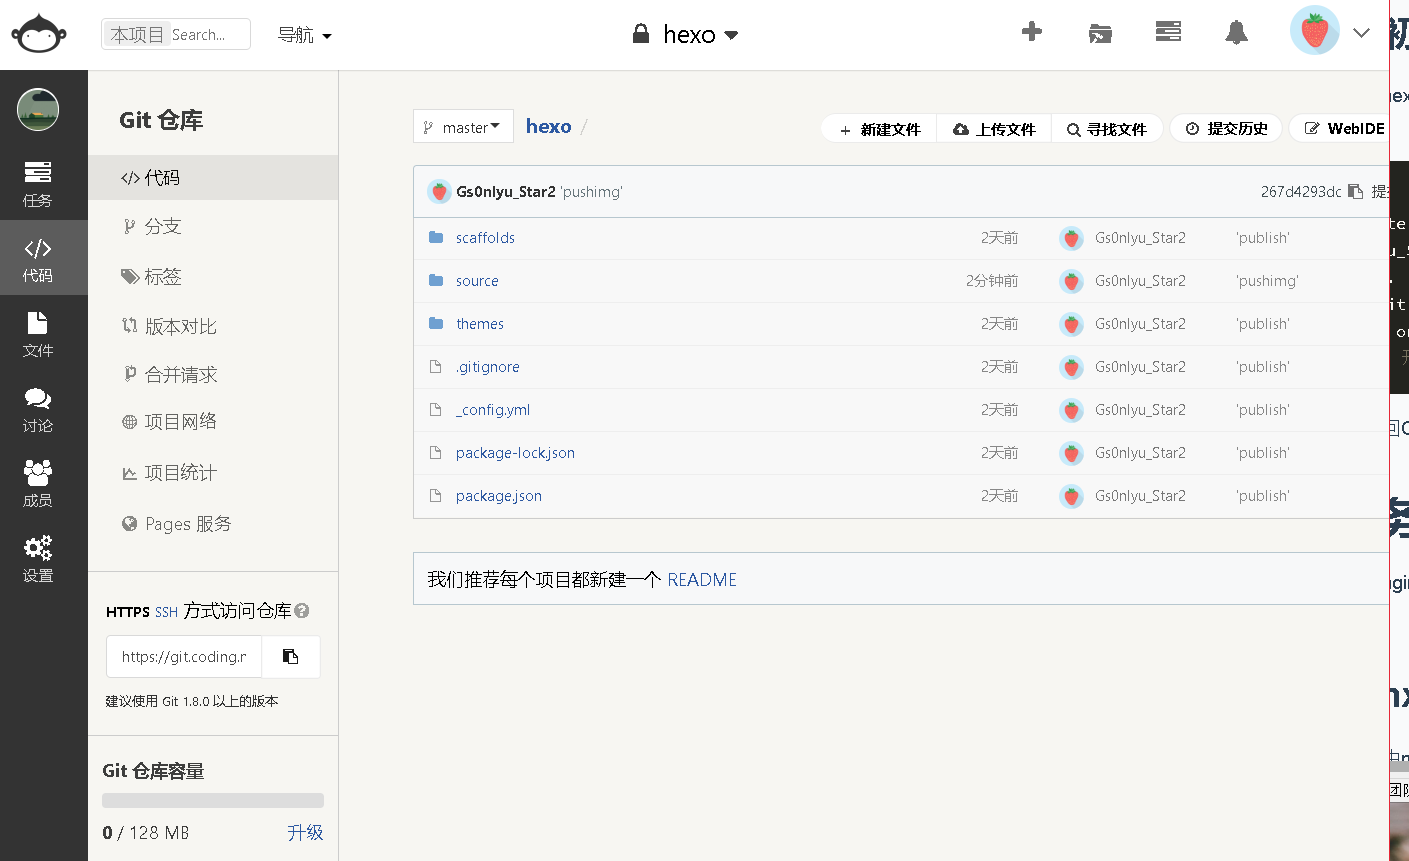 本项目 Search...
导航
hexo
任务
代码
文件
讨论
成员
设置
Git 仓库
代码
分支
标签
版本对比
合并请求
项目网络
项目统计
Pages 服务
HTTPS SSH 方式访问仓库
https://git.coding.r
建议使用 Git 1.8.0 以上的版本
Git 仓库容量
0 / 128 MB 升级
master hexo /
新建文件 上传文件 寻找文件 提交历史 WebIDE
Gs0nlyu_Star2 'pushimg' 267d4293dc
scaffolds 2天前 Gs0nlyu_Star2 'publish'
source 2分钟前 Gs0nlyu_Star2 'pushimg'
themes 2天前 Gs0nlyu_Star2 'publish'
.gitignore 2天前 Gs0nlyu_Star2 'publish'
_config.yml 2天前 Gs0nlyu_Star2 'publish'
package-lock.json 2天前 Gs0nlyu_Star2 'publish'
package.json 2天前 Gs0nlyu_Star2 'publish'
我们推荐每个项目都新建一个 README